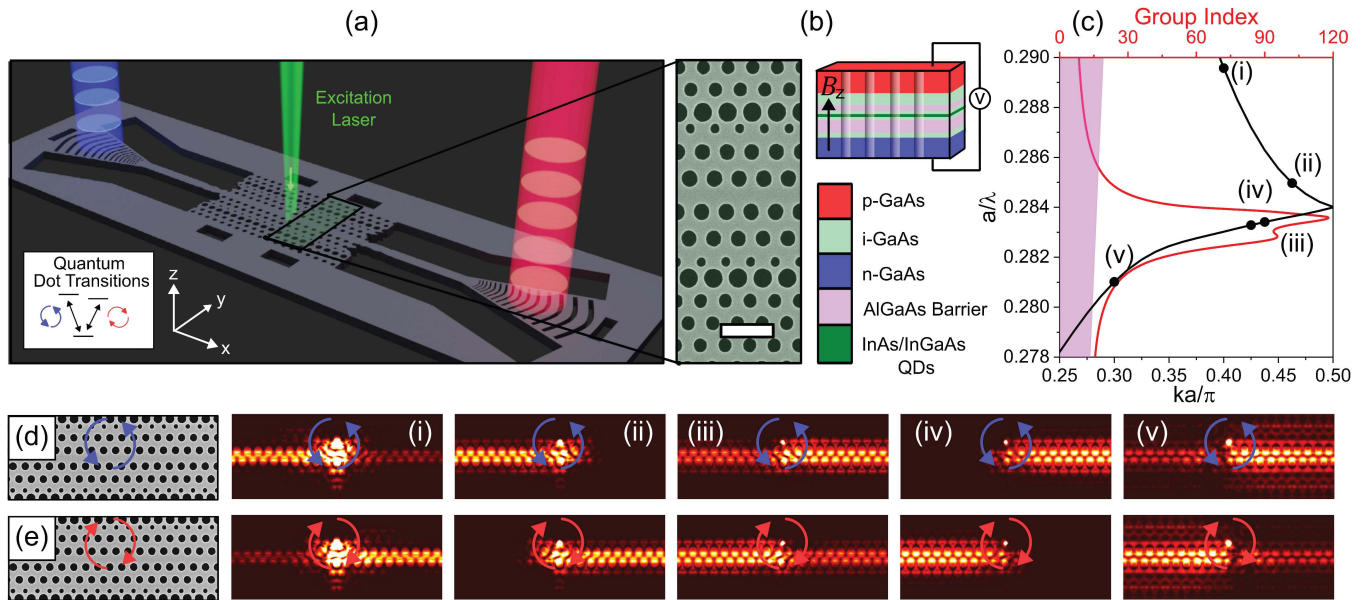 (a)
(b)
(c)
Excitation
Laser
Quantum
Dot Transitions
z
y
x
B_z
V
p-GaAs
i-GaAs
n-GaAs
AlGaAs Barrier
InAs/InGaAs
QDs
Group Index
0 30 60 90 120
0.290
0.288
0.286
0.284
0.282
0.280
0.278
a/λ
(i)
(ii)
(iv)
(iii)
(v)
0.25 0.30 0.35 0.40 0.45 0.50
ka/π
(d)
(i)
(ii)
(iii)
(iv)
(v)
(e)